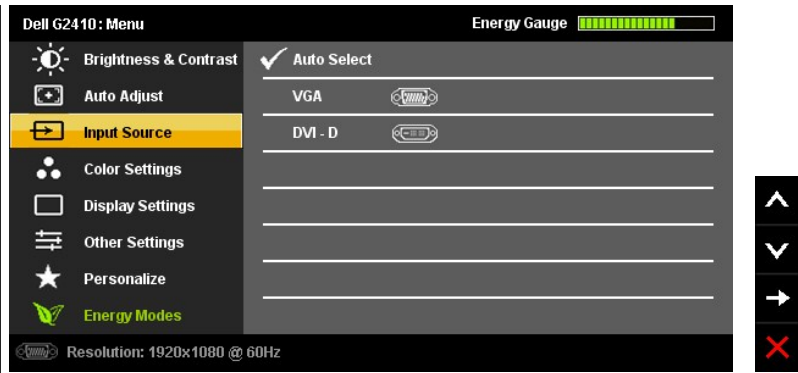 Dell G2410: Menu Energy Gauge
Brightness & Contrast Auto Select
Auto Adjust VGA
Input Source DVI - D
Color Settings
Display Settings
Other Settings
Personalize
Energy Modes
Resolution: 1920x1080 @ 60Hz